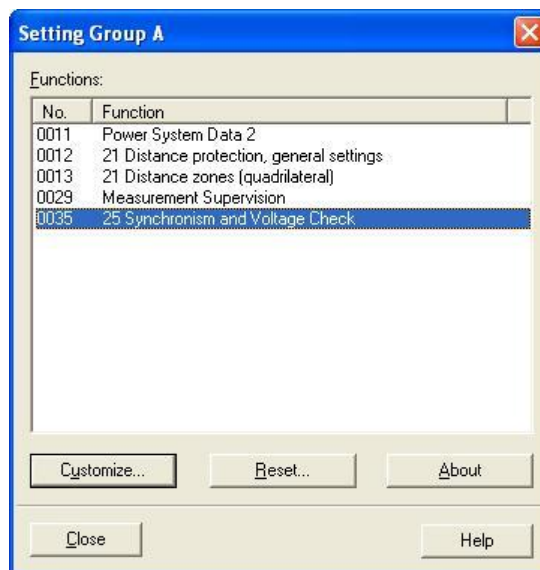 Setting Group A
Functions:
No. Function
0011 Power System Data 2
0012 21 Distance protection, general settings
0013 21 Distance zones (quadrilateral)
0029 Measurement Supervision
0035 25 Synchronism and Voltage Check
Customize... Reset... About
Close Help